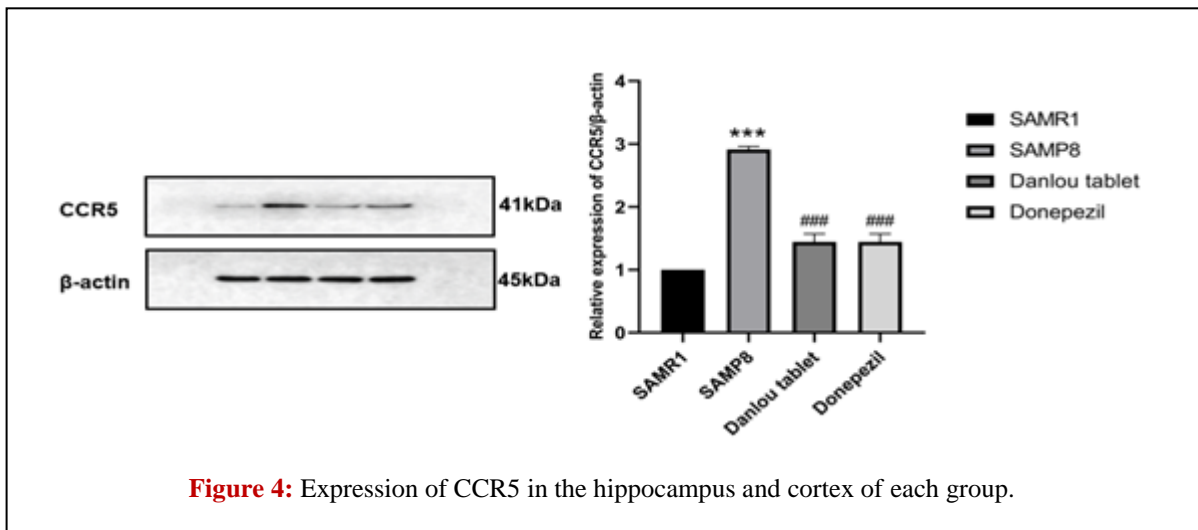 CCR5
41kDa
β-actin
45kDa
Relative expression of CCR5/β-actin
4
3
2
1
0
***
###
###
SAMR1
SAMP8
Danlou tablet
Donepezil
SAMR1
SAMP8
Danlou tablet
Donepezil
Figure 4: Expression of CCR5 in the hippocampus and cortex of each group.